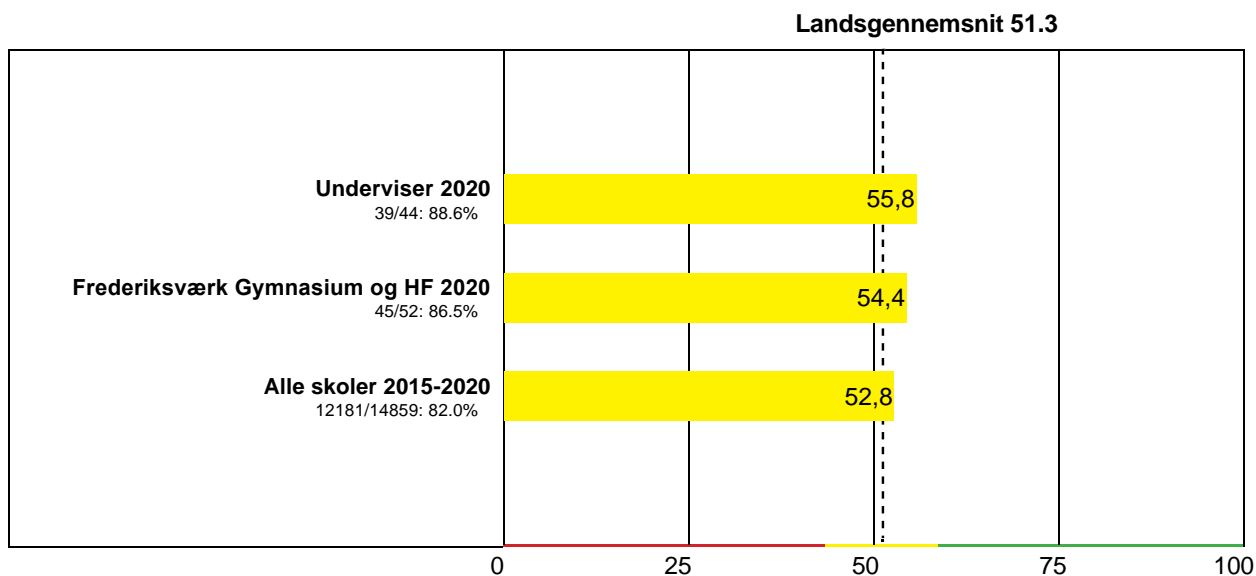 Landsgennemsnit 51.3
Underviser 2020
39/44: 88.6%
55,8
Frederiksværk Gymnasium og HF 2020
45/52: 86.5%
54,4
Alle skoler 2015-2020
12181/14859: 82.0%
52,8
0 25 50 75 100